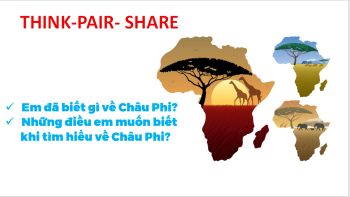 THINK-PAIR- SHARE
✓ Em đã biết gì về Châu Phi?
✓ Những điều em muốn biết
khi tìm hiểu về Châu Phi?